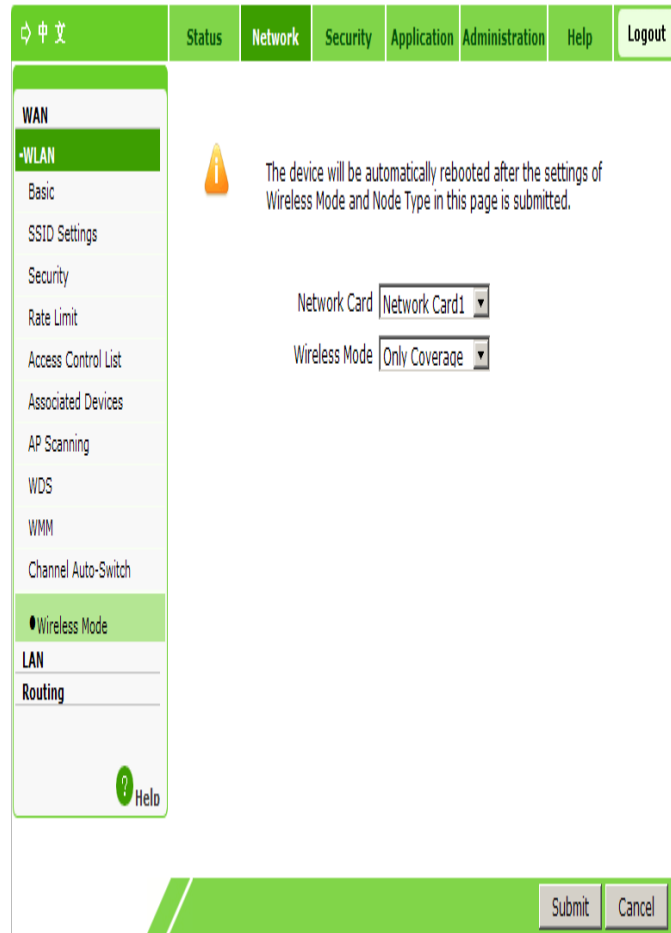 ⇨ 中文
Status Network Security Application Administration Help Logout
WAN
-WLAN
Basic
SSID Settings
Security
Rate Limit
Access Control List
Associated Devices
AP Scanning
WDS
WMM
Channel Auto-Switch
•Wireless Mode
LAN
Routing
? Help
The device will be automatically rebooted after the settings of
Wireless Mode and Node Type in this page is submitted.
Network Card Network Card1
Wireless Mode Only Coverage
Submit Cancel